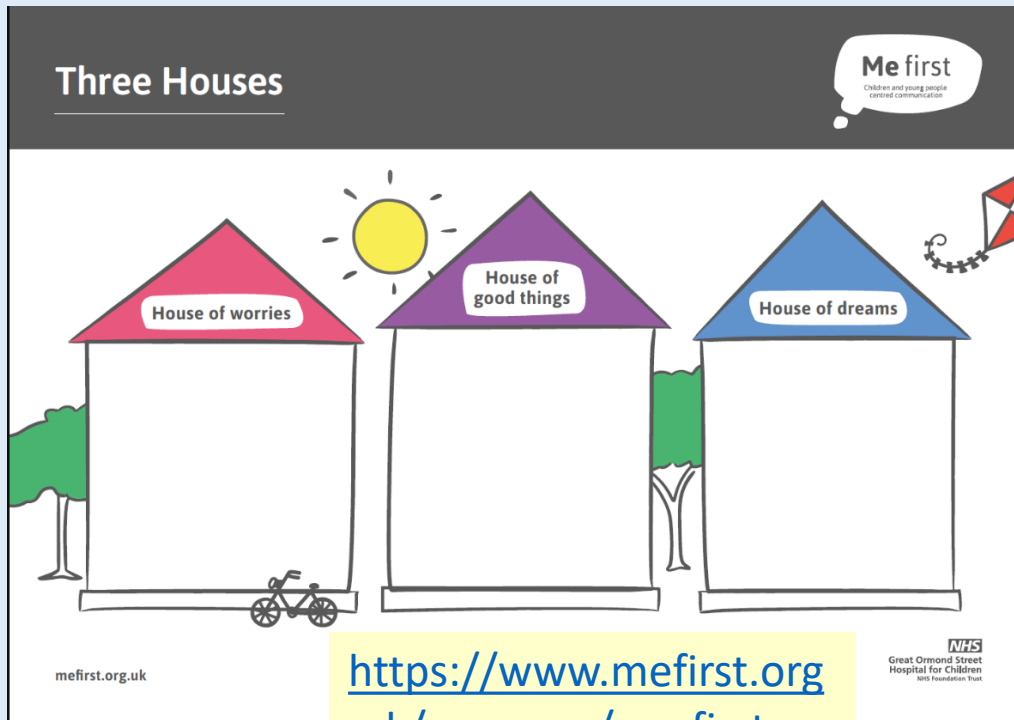 Three Houses
Me first
Children and young people
centred communication
House of worries
House of
good things
House of dreams
mefirst.org.uk
https://www.mefirst.org
NHS
Great Ormond Street
Hospital for Children
NHS Foundation Trust